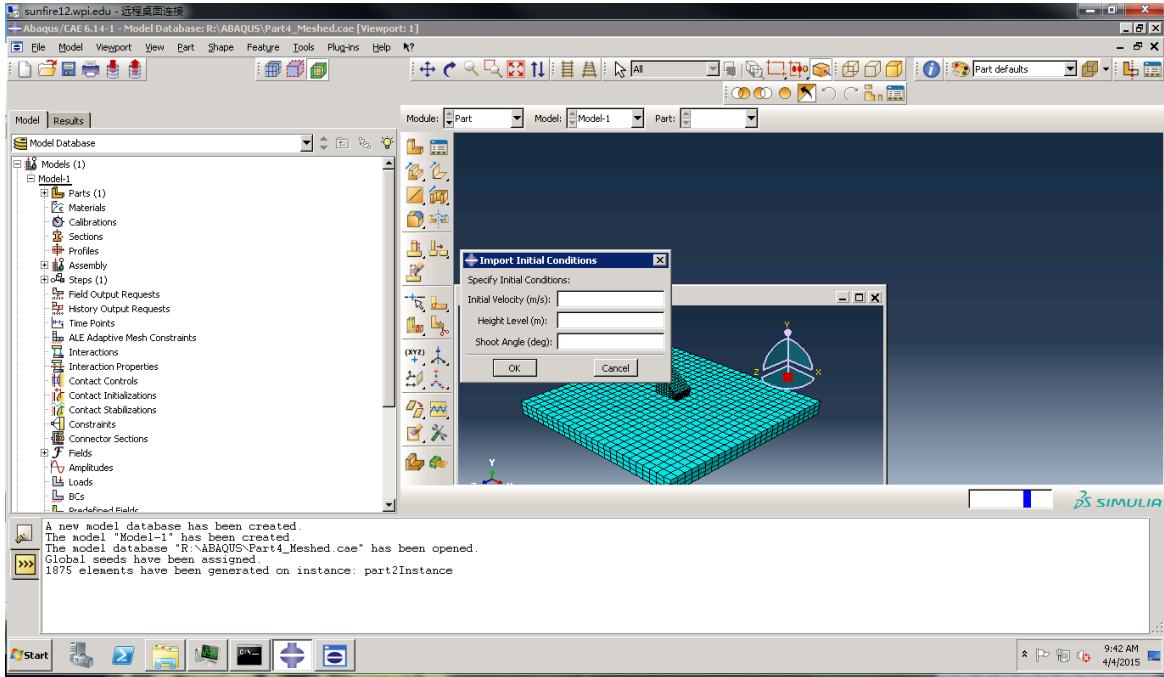 sunfire12.wpi.edu - 远程桌面连接
Abaqus/CAE 6.14-1 - Model Database: R:\ABAQUS\Part4_Meshed.cae [Viewport: 1]
File Model Viewport View Part Shape Feature Tools Plug-ins Help
All
Part defaults
Model Results
Module: Part Model: Model-1 Part:
Model Database
Models (1)
Model-1
Parts (1)
Materials
Calibrations
Sections
Profiles
Assembly
Steps (1)
Field Output Requests
History Output Requests
Time Points
ALE Adaptive Mesh Constraints
Interactions
Interaction Properties
Contact Controls
Contact Initializations
Contact Stabilizations
Constraints
Connector Sections
Fields
Amplitudes
Loads
BCs
Predefined Fields
(XYZ)
Import Initial Conditions
Specify Initial Conditions:
Initial Velocity (m/s):
Height Level (m):
Shoot Angle (deg):
OK Cancel
Y
Z X
Y
SIMULIA
A new model database has been created.
The model "Model-1" has been created.
The model database "R:\ABAQUS\Part4_Meshed.cae" has been opened.
Global seeds have been assigned.
1875 elements have been generated on instance: part2Instance
Start
9:42 AM
4/4/2015